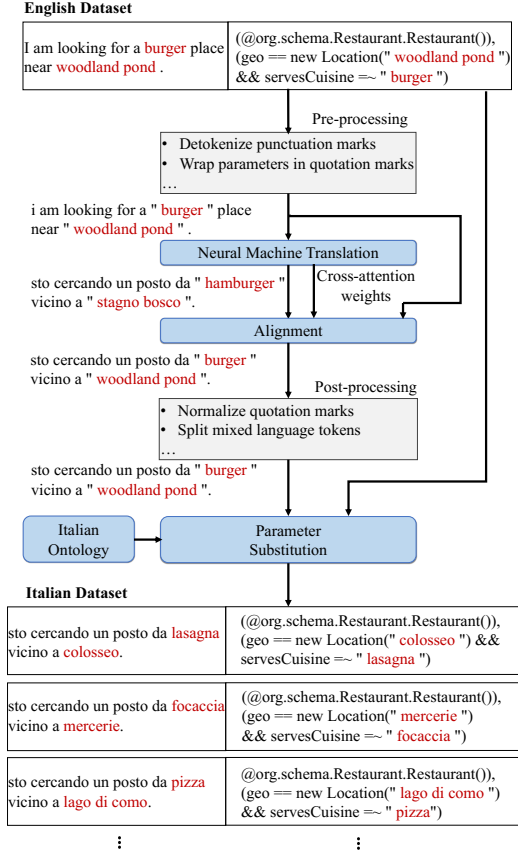 English Dataset
I am looking for a burger place
near woodland pond .
(@org.schema.Restaurant.Restaurant()),
(geo == new Location(" woodland pond ")
&& servesCuisine =~ " burger ")
Pre-processing
• Detokenize punctuation marks
• Wrap parameters in quotation marks
…
i am looking for a " burger " place
near " woodland pond " .
Neural Machine Translation
sto cercando un posto da " hamburger "
vicino a " stagno bosco ".
Cross-attention
weights
Alignment
sto cercando un posto da " burger "
vicino a " woodland pond ".
Post-processing
• Normalize quotation marks
• Split mixed language tokens
…
sto cercando un posto da " burger "
vicino a " woodland pond ".
Italian
Ontology
Parameter
Substitution
Italian Dataset
sto cercando un posto da lasagna
vicino a colosseo.
(@org.schema.Restaurant.Restaurant()),
(geo == new Location(" colosseo ") &&
servesCuisine =~ " lasagna ")
sto cercando un posto da focaccia
vicino a mercerie.
(@org.schema.Restaurant.Restaurant()),
(geo == new Location(" mercerie ")
&& servesCuisine =~ " focaccia ")
sto cercando un posto da pizza
vicino a lago di como.
@org.schema.Restaurant.Restaurant()),
(geo == new Location(" lago di como ")
&& servesCuisine =~ " pizza")